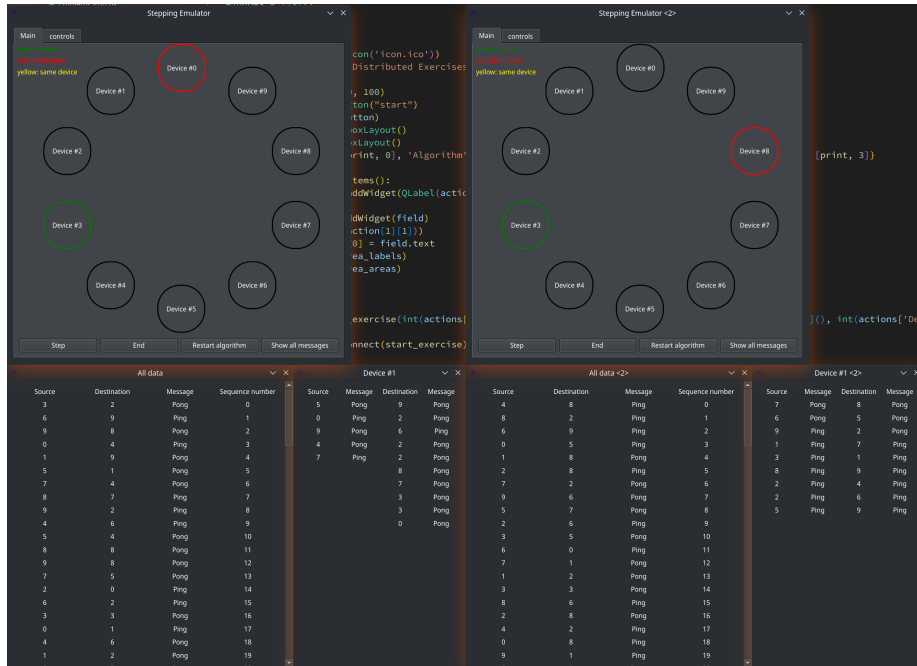 Stepping Emulator
Main controls
yellow: same device
Device #0
Device #1
Device #9
Device #2
Device #8
Device #3
Device #7
Device #4
Device #6
Device #5
Step End Restart algorithm Show all messages
con('icon.ico'))
Distributed Exercises
, 100)
ton("start")
utton)
oxLayout()
oxLayout()
rint, 0], 'Algorithm'
tems():
ddWidget(QLabel(actio
ddWidget(field)
ction[1][1]))
[0] = field.text
ea_labels)
ea_areas)
exercise(int(actions[
nnect(start_exercise)
Stepping Emulator <2>
Main controls
yellow: same device
Device #0
Device #1
Device #9
Device #2
Device #8
Device #3
Device #7
Device #4
Device #6
Device #5
Step End Restart algorithm Show all messages
[print, 3]}
](), int(actions['De
All data
Source Destination Message Sequence number
3 2 Pong 0
6 9 Ping 1
9 8 Pong 2
0 4 Ping 3
1 9 Pong 4
5 1 Pong 5
7 4 Pong 6
8 7 Ping 7
9 2 Ping 8
4 6 Ping 9
5 4 Pong 10
8 8 Ping 11
9 8 Pong 12
7 5 Pong 13
2 0 Ping 14
6 2 Ping 15
3 3 Pong 16
0 1 Ping 17
4 6 Pong 18
1 2 Pong 19
Device #1
Source Message Destination Message
5 Pong 9 Pong
0 Ping 2 Pong
9 Pong 6 Ping
4 Pong 2 Pong
7 Ping 2 Pong
8 Pong
7 Pong
3 Pong
3 Pong
0 Pong
All data <2>
Source Destination Message Sequence number
4 8 Ping 0
8 2 Ping 1
6 9 Ping 2
0 5 Ping 3
1 8 Pong 4
2 8 Ping 5
7 2 Pong 6
9 6 Ping 7
5 7 Pong 8
2 6 Ping 9
3 5 Pong 10
6 0 Ping 11
7 1 Pong 12
1 2 Pong 13
3 3 Ping 14
8 6 Ping 15
2 8 Pong 16
4 2 Ping 17
0 8 Ping 18
9 1 Ping 19
Device #1 <2>
Source Message Destination Message
7 Pong 8 Pong
6 Pong 5 Pong
9 Ping 2 Pong
1 Ping 7 Ping
3 Ping 1 Ping
8 Ping 9 Ping
2 Ping 4 Ping
2 Ping 6 Ping
5 Ping 9 Ping